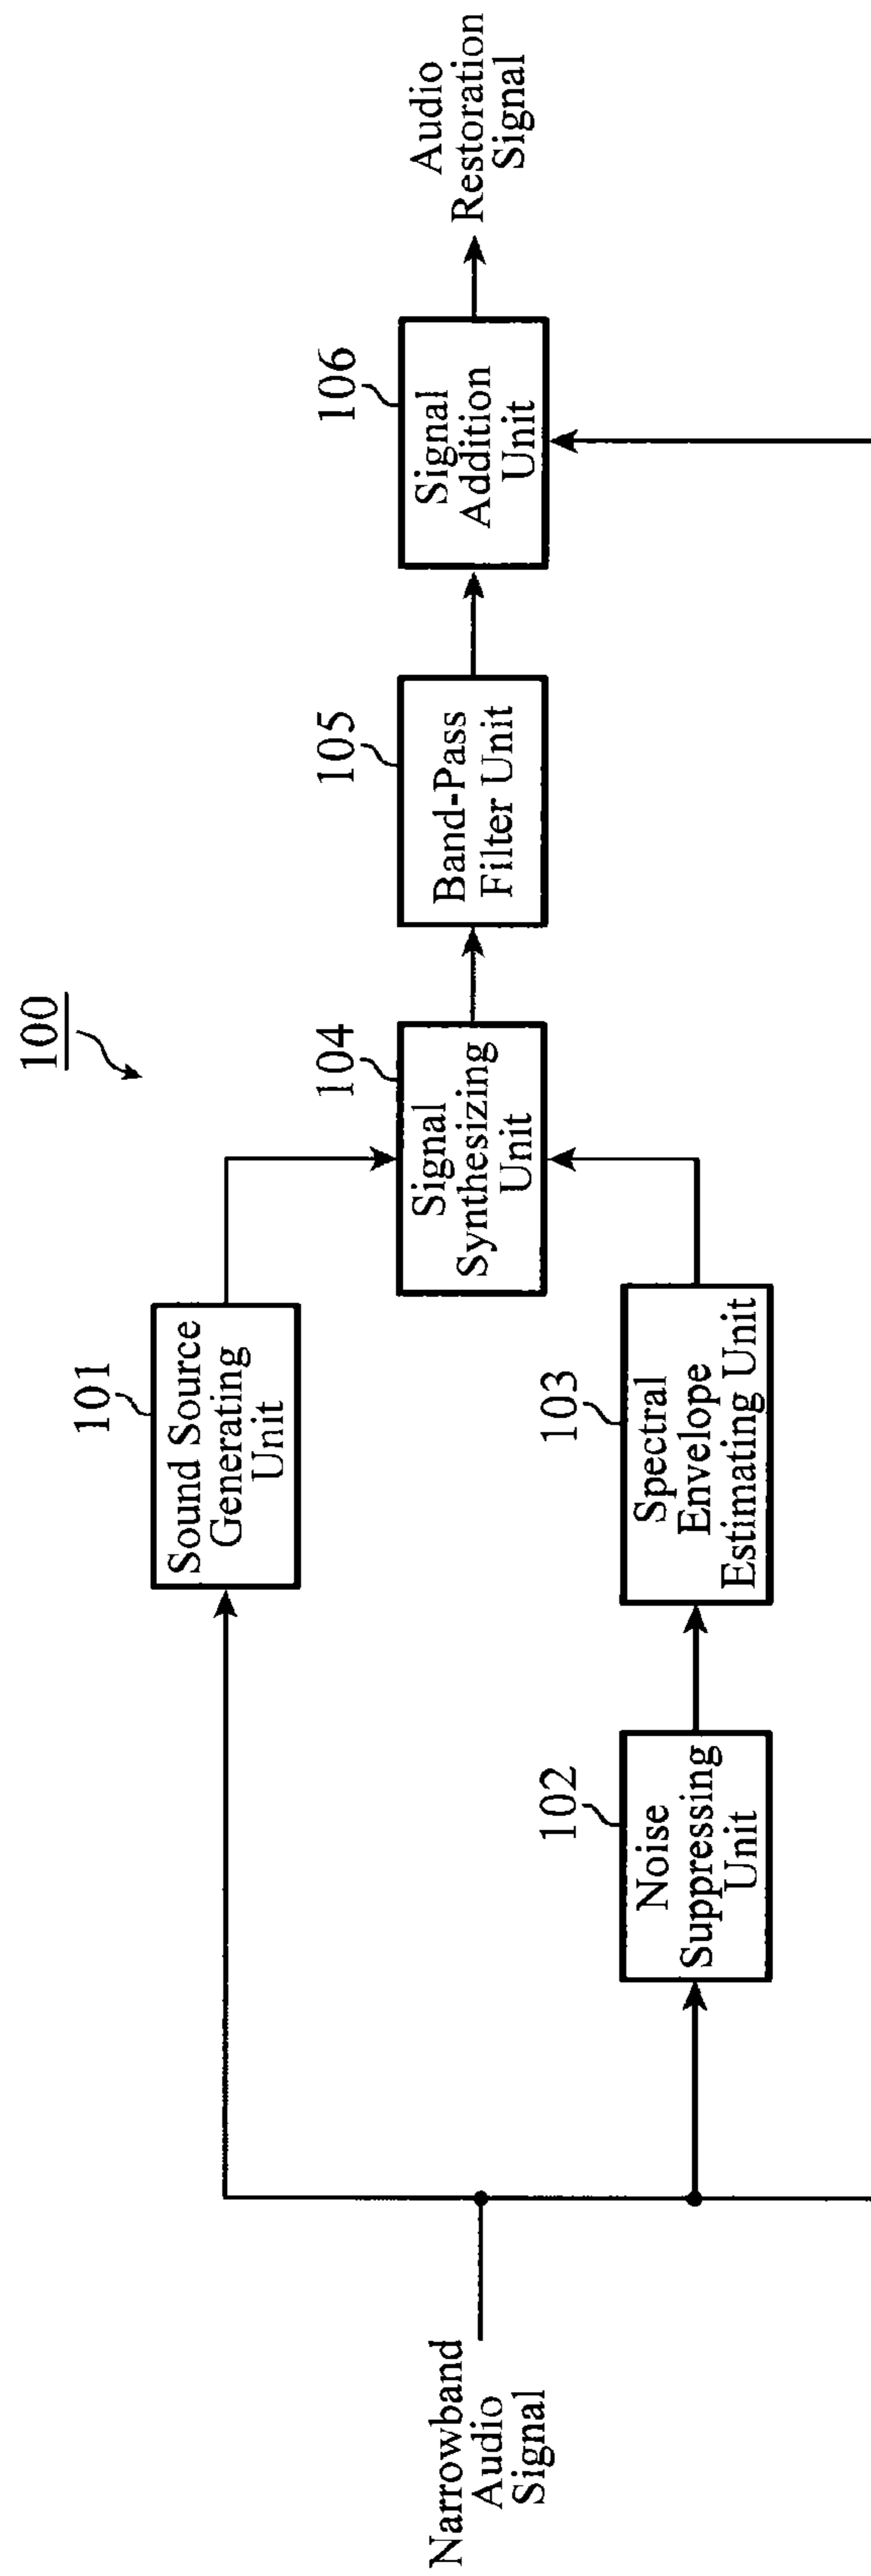 100
Narrowband
Audio
Signal
101
Sound Source
Generating
Unit
102
Noise
Suppressing
Unit
103
Spectral
Envelope
Estimating Unit
104
Signal
Synthesizing
Unit
105
Band-Pass
Filter Unit
106
Signal
Addition
Unit
Audio
Restoration
Signal